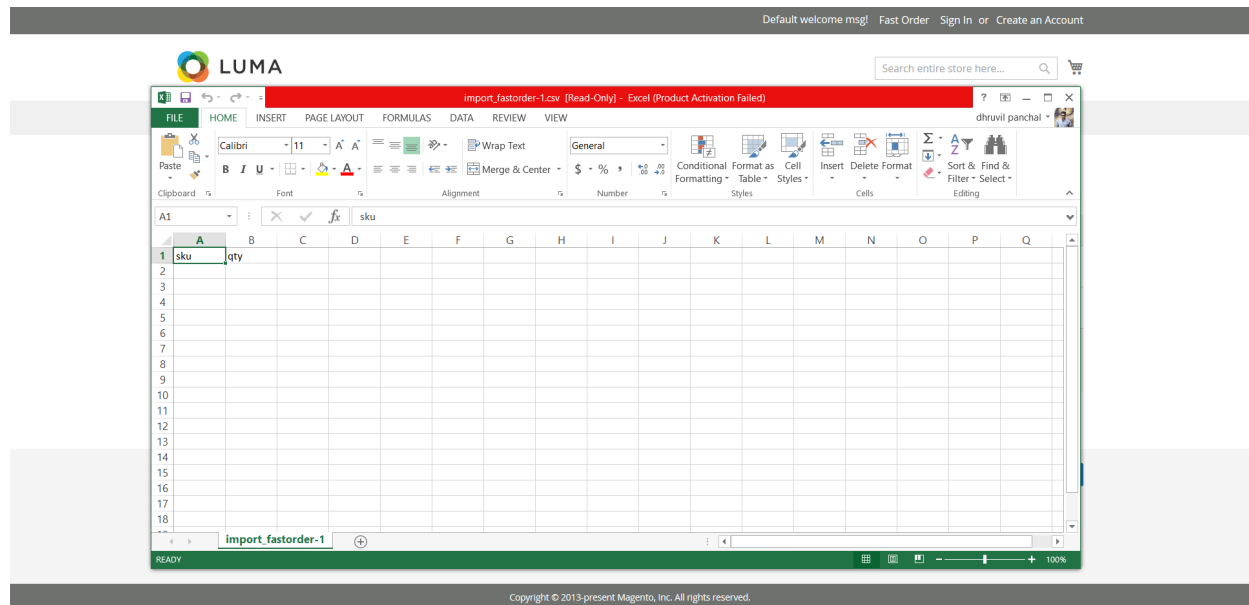 Default welcome msg! Fast Order Sign In or Create an Account
LUMA
Search entire store here...
import_fastorder-1.csv [Read-Only] - Excel (Product Activation Failed)
FILE HOME INSERT PAGE LAYOUT FORMULAS DATA REVIEW VIEW dhruvil panchal
Calibri 11 A A Wrap Text General
Paste B I U A Merge & Center $ % , Conditional Format as Cell Insert Delete Format Sort & Find &
Formatting Table Styles Filter Select
Clipboard Font Alignment Number Styles Cells Editing
A1 fx sku
A B C D E F G H I J K L M N O P Q
1 sku qty
2
3
4
5
6
7
8
9
10
11
12
13
14
15
16
17
18
import_fastorder-1
READY 100%
Copyright © 2013-present Magento, Inc. All rights reserved.